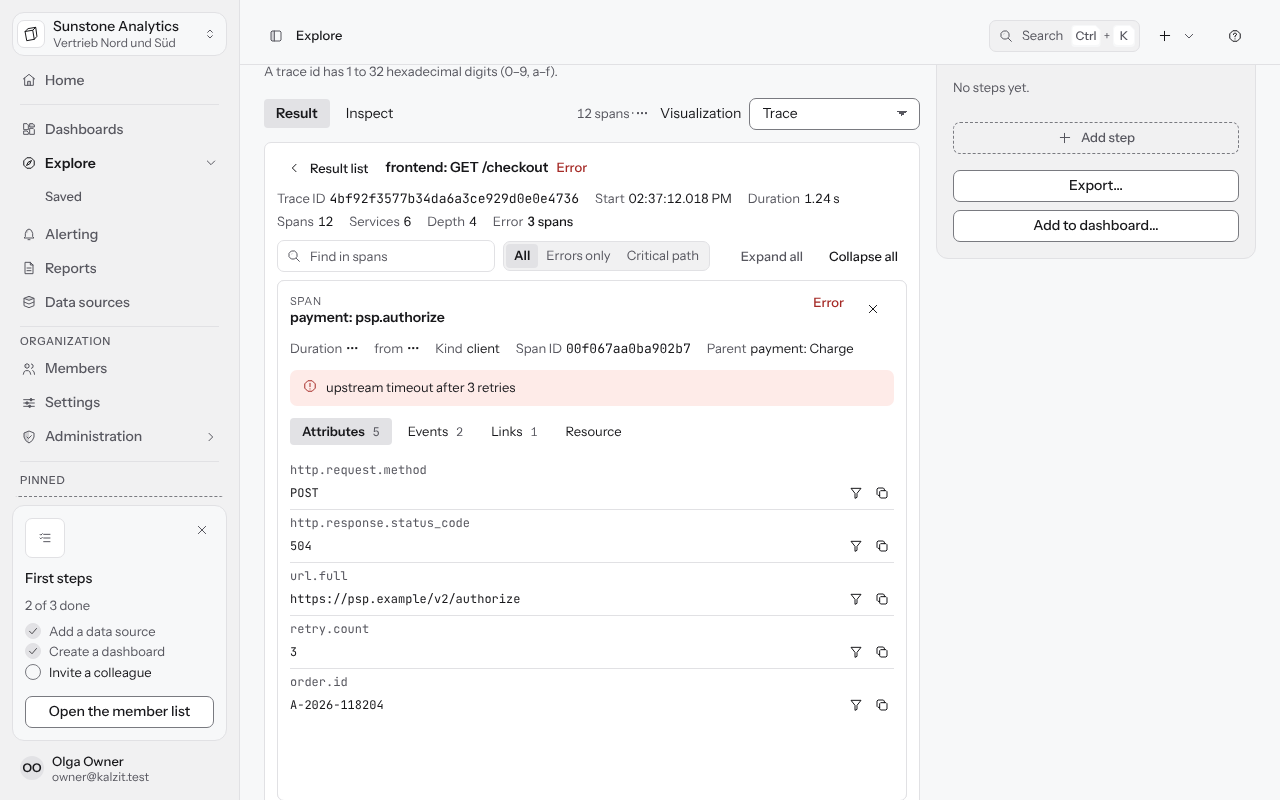 Sunstone Analytics
Vertrieb Nord und Süd
Home
Dashboards
Explore
Saved
Alerting
Reports
Data sources
ORGANIZATION
Members
Settings
Administration
PINNED
First steps
2 of 3 done
Add a data source
Create a dashboard
Invite a colleague
Open the member list
OO
Olga Owner
owner@kalzit.test
Explore
Search Ctrl + K
A trace id has 1 to 32 hexadecimal digits (0–9, a–f).
Result Inspect 12 spans · ··· Visualization Trace
Result list frontend: GET /checkout Error
Trace ID 4bf92f3577b34da6a3ce929d0e0e4736 Start 02:37:12.018 PM Duration 1.24 s
Spans 12 Services 6 Depth 4 Error 3 spans
Find in spans All Errors only Critical path Expand all Collapse all
SPAN
payment: psp.authorize Error
Duration ··· from ··· Kind client Span ID 00f067aa0ba902b7 Parent payment: Charge
upstream timeout after 3 retries
Attributes 5 Events 2 Links 1 Resource
http.request.method
POST
http.response.status_code
504
url.full
https://psp.example/v2/authorize
retry.count
3
order.id
A-2026-118204
No steps yet.
Add step
Export...
Add to dashboard...